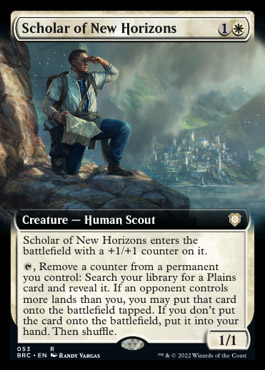 Scholar of New Horizons 1
Creature — Human Scout
Scholar of New Horizons enters the
battlefield with a +1/+1 counter on it.
, Remove a counter from a permanent
you control: Search your library for a Plains
card and reveal it. If an opponent controls
more lands than you, you may put that card
onto the battlefield tapped. If you don't put
the card onto the battlefield, put it into your
hand. Then shuffle.
1/1
053 R
BRC • EN RANDY VARGAS
™ & © 2022 Wizards of the Coast